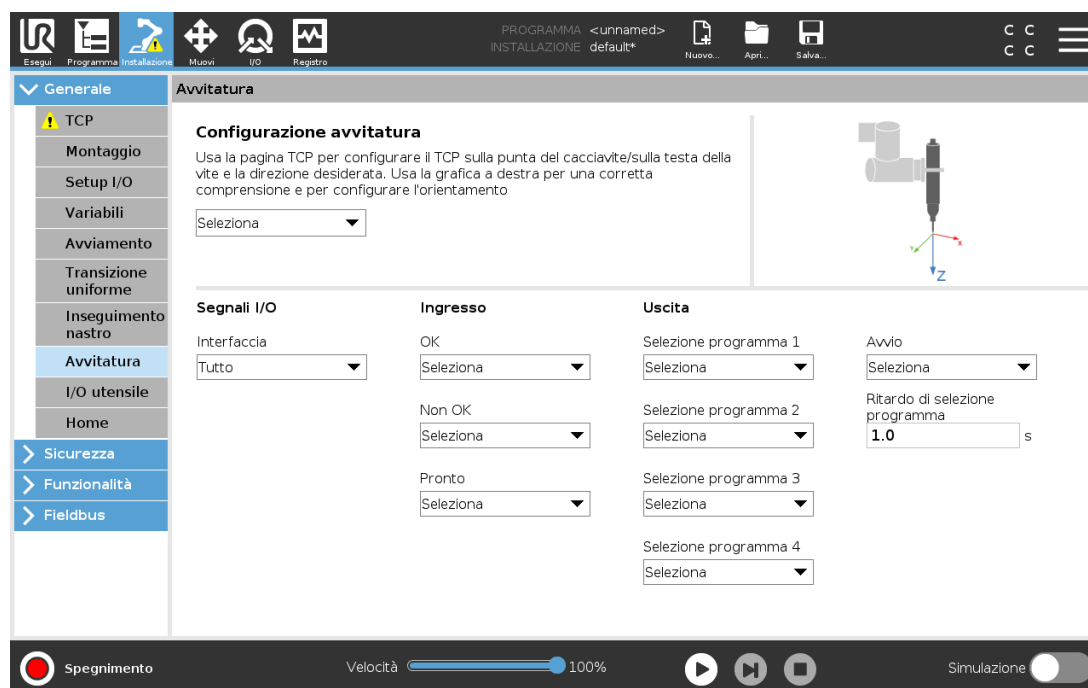 UR
PROGRAMMA <unnamed>
INSTALLAZIONE default*
C C
C C
Esegui Programma Installazione Muovi I/O Registro Nuovo... Apri... Salva...
Generale
TCP
Montaggio
Setup I/O
Variabili
Avviamento
Transizione
uniforme
Inseguimento
nastro
Avvitatura
I/O utensile
Home
Sicurezza
Funzionalità
Fieldbus
Avvitatura
Configurazione avvitatura
Usa la pagina TCP per configurare il TCP sulla punta del cacciavite/sulla testa della
vite e la direzione desiderata. Usa la grafica a destra per una corretta
comprensione e per configurare l'orientamento
Seleziona
Y
X
Z
Segnali I/O
Interfaccia
Tutto
Ingresso
OK
Seleziona
Non OK
Seleziona
Pronto
Seleziona
Uscita
Selezione programma 1
Seleziona
Selezione programma 2
Seleziona
Selezione programma 3
Seleziona
Selezione programma 4
Seleziona
Avvio
Seleziona
Ritardo di selezione
programma
1.0 s
Spegnimento
Velocità 100%
Simulazione